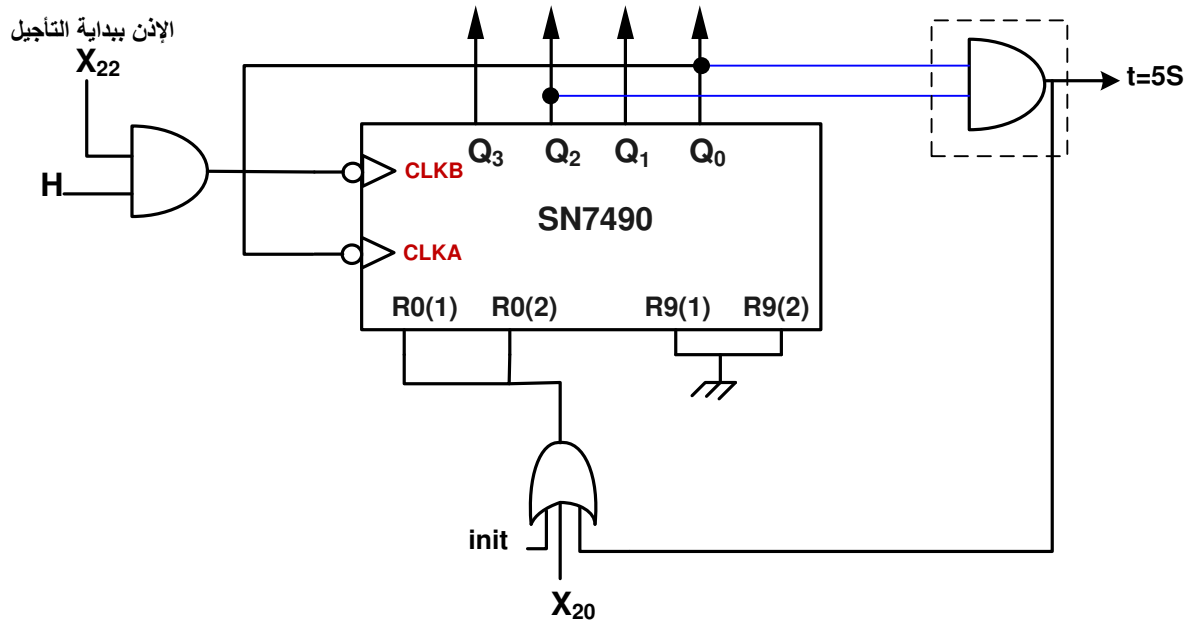 الإذن ببداية التأجيل
X₂₂
H
t=5S
Q₃ Q₂ Q₁ Q₀
CLKB
SN7490
CLKA
R0(1) R0(2) R9(1) R9(2)
init
X₂₀